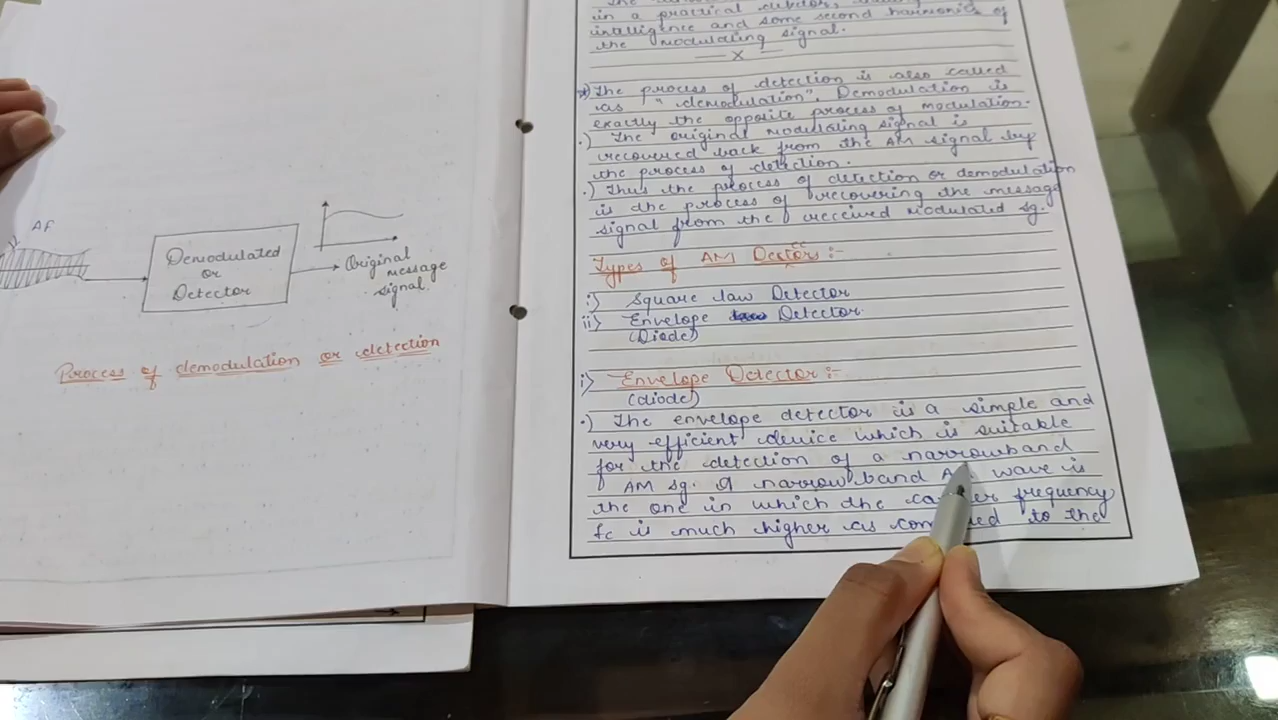 AF
Demodulated
or
Detector
Original
message
signal.
Process of demodulation or detection
in a practical
intelligence and some second harmonics of
the modulating signal.
— X —
The process of detection is also called
as "demodulation". Demodulation is
exactly the opposite process of modulation.
.) The original modulating signal is
recovered back from the AM signal by
the process of detection.
.) Thus the process of detection or demodulation
is the process of recovering the message
signal from the received modulated sg.
Types of AM Dectors :-
i) Square law Detector
ii) Envelope Detector.
(Diode)
i) Envelope Detector :-
(diode)
.) The envelope detector is a simple and
very efficient device which is suitable
for the detection of a narrowband
AM sg. A narrow band wave is
the one in which the frequency
fc is much higher as to the